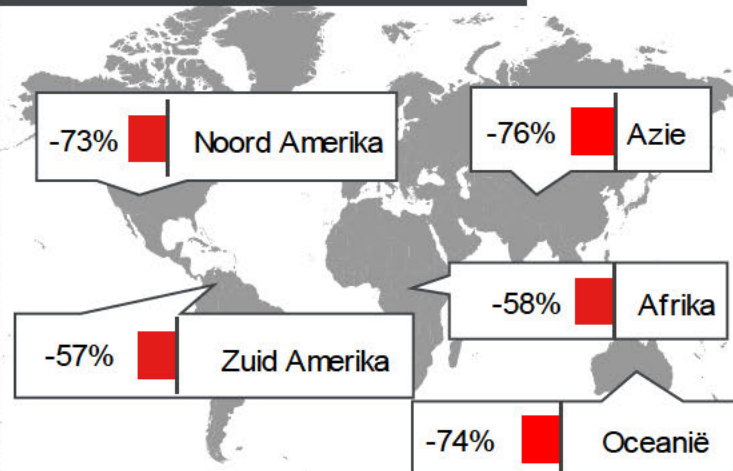 -73% Noord Amerika
-76% Azie
-58% Afrika
-57% Zuid Amerika
-74% Oceanië